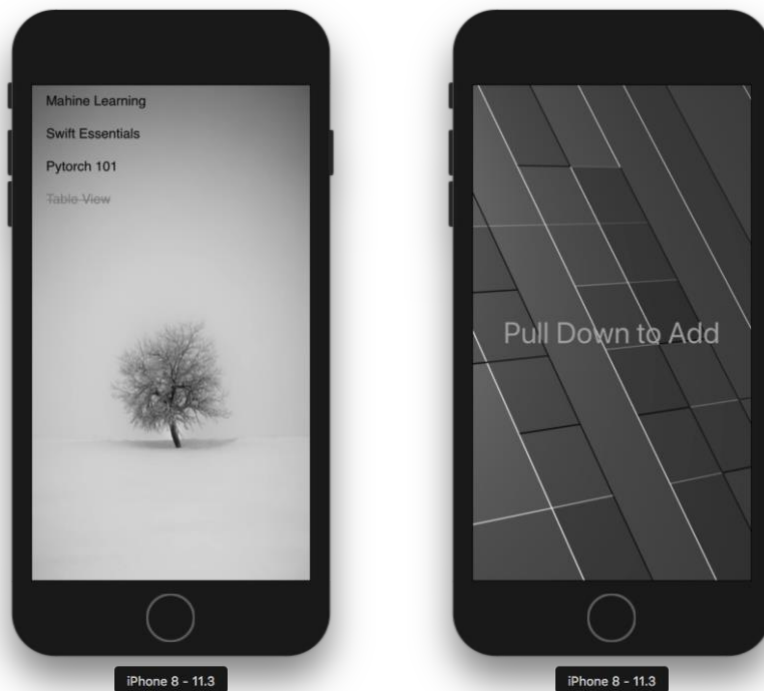 Mahine Learning
Swift Essentials
Pytorch 101
Table View
Pull Down to Add
iPhone 8 - 11.3
iPhone 8 - 11.3